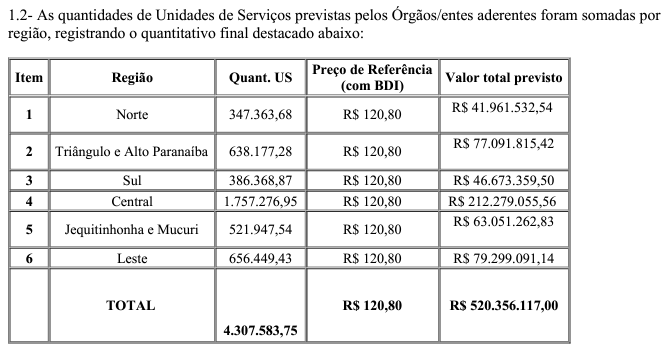 1.2- As quantidades de Unidades de Serviços previstas pelos Órgãos/entes aderentes foram somadas por
região, registrando o quantitativo final destacado abaixo:
Item Região Quant. US Preço de Referência (com BDI) Valor total previsto
1 Norte 347.363,68 R$ 120,80 R$ 41.961.532,54
2 Triângulo e Alto Paranaíba 638.177,28 R$ 120,80 R$ 77.091.815,42
3 Sul 386.368,87 R$ 120,80 R$ 46.673.359,50
4 Central 1.757.276,95 R$ 120,80 R$ 212.279.055,56
5 Jequitinhonha e Mucuri 521.947,54 R$ 120,80 R$ 63.051.262,83
6 Leste 656.449,43 R$ 120,80 R$ 79.299.091,14
TOTAL 4.307.583,75 R$ 120,80 R$ 520.356.117,00